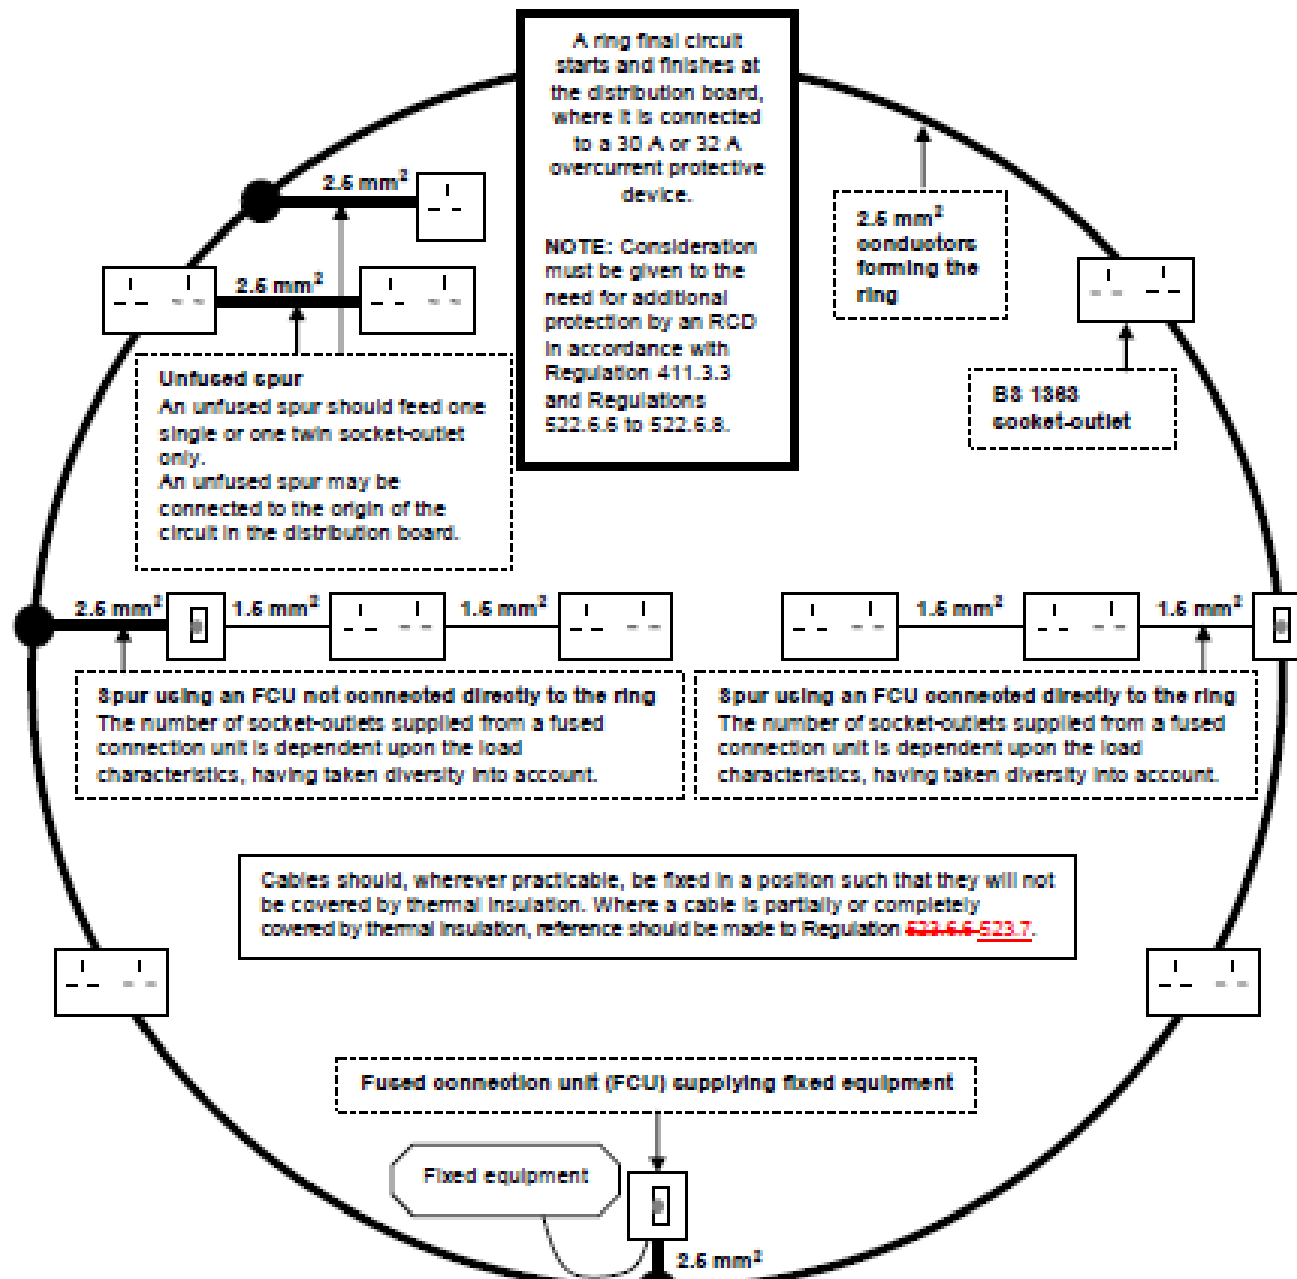 A ring final circuit
starts and finishes at
the distribution board,
where it is connected
to a 30 A or 32 A
overcurrent protective
device.
NOTE: Consideration
must be given to the
need for additional
protection by an RCD
in accordance with
Regulation 411.3.3
and Regulations
522.6.6 to 522.6.8.
2.5 mm²
2.5 mm²
2.5 mm²
conductors
forming the
ring
BS 1363
socket-outlet
Unfused spur
An unfused spur should feed one
single or one twin socket-outlet
only.
An unfused spur may be
connected to the origin of the
circuit in the distribution board.
2.5 mm²
1.5 mm²
1.5 mm²
1.5 mm²
1.5 mm²
Spur using an FCU not connected directly to the ring
The number of socket-outlets supplied from a fused
connection unit is dependent upon the load
characteristics, having taken diversity into account.
Spur using an FCU connected directly to the ring
The number of socket-outlets supplied from a fused
connection unit is dependent upon the load
characteristics, having taken diversity into account.
Cables should, wherever practicable, be fixed in a position such that they will not
be covered by thermal insulation. Where a cable is partially or completely
covered by thermal insulation, reference should be made to Regulation 523.6.6 523.7.
Fused connection unit (FCU) supplying fixed equipment
Fixed equipment
2.5 mm²